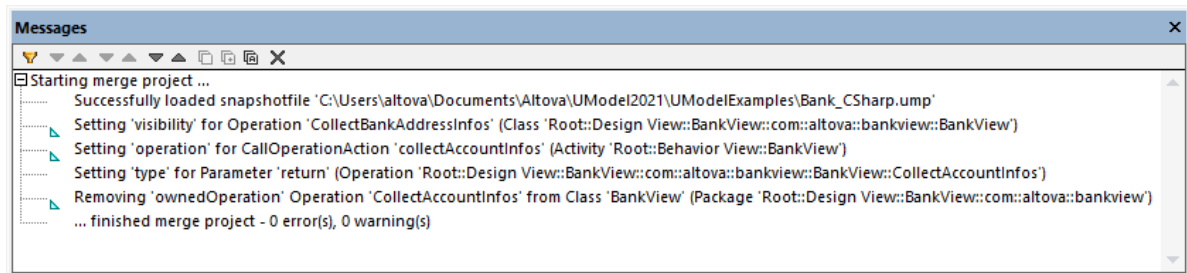 Messages
Starting merge project ...
Successfully loaded snapshotfile 'C:\Users\altova\Documents\Altova\UModel2021\UModelExamples\Bank_CSharp.ump'
Setting 'visibility' for Operation 'CollectBankAddressInfos' (Class 'Root::Design View::BankView::com::altova::bankview::BankView')
Setting 'operation' for CallOperationAction 'collectAccountInfos' (Activity 'Root::Behavior View::BankView')
Setting 'type' for Parameter 'return' (Operation 'Root::Design View::BankView::com::altova::bankview::BankView::CollectAccountInfos')
Removing 'ownedOperation' Operation 'CollectAccountInfos' from Class 'BankView' (Package 'Root::Design View::BankView::com::altova::bankview')
... finished merge project - 0 error(s), 0 warning(s)